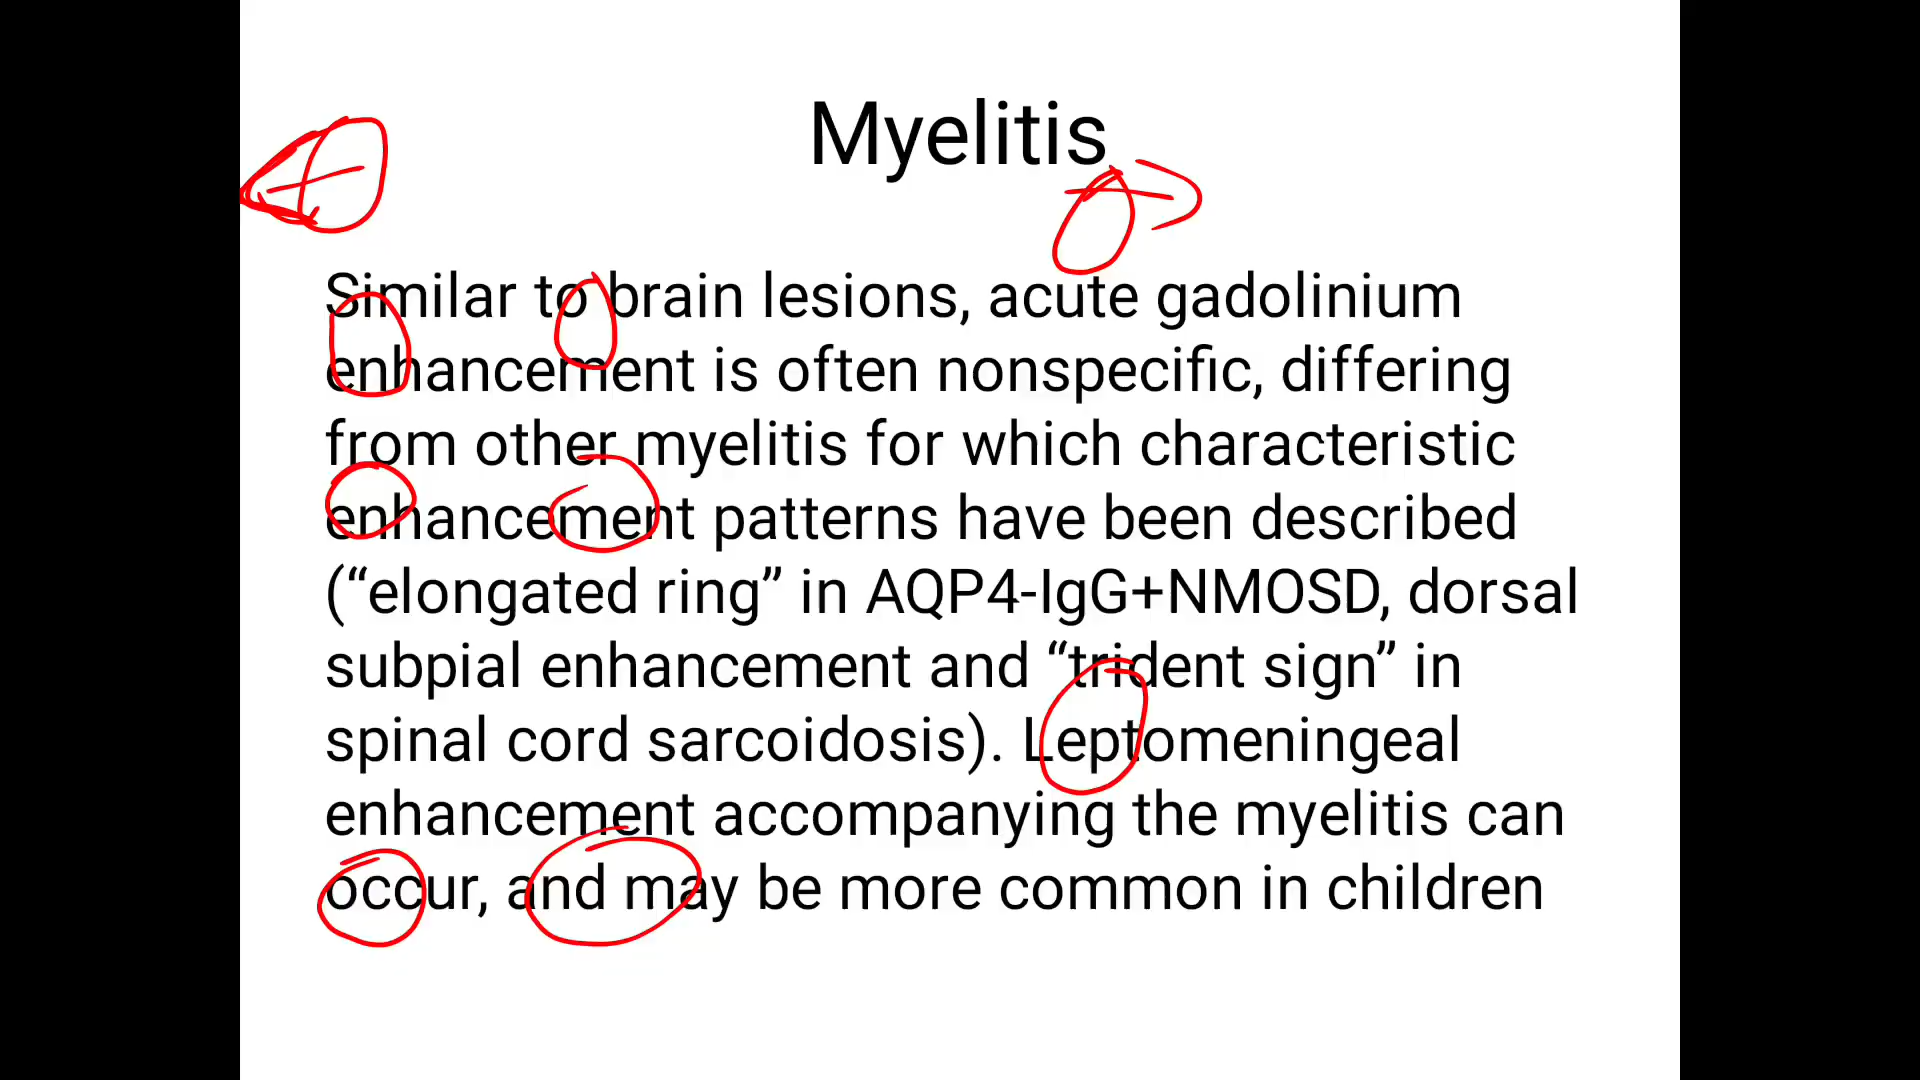 Myelitis
Similar to brain lesions, acute gadolinium
enhancement is often nonspecific, differing
from other myelitis for which characteristic
enhancement patterns have been described
(“elongated ring” in AQP4-IgG+NMOSD, dorsal
subpial enhancement and “trident sign” in
spinal cord sarcoidosis). Leptomeningeal
enhancement accompanying the myelitis can
occur, and may be more common in children